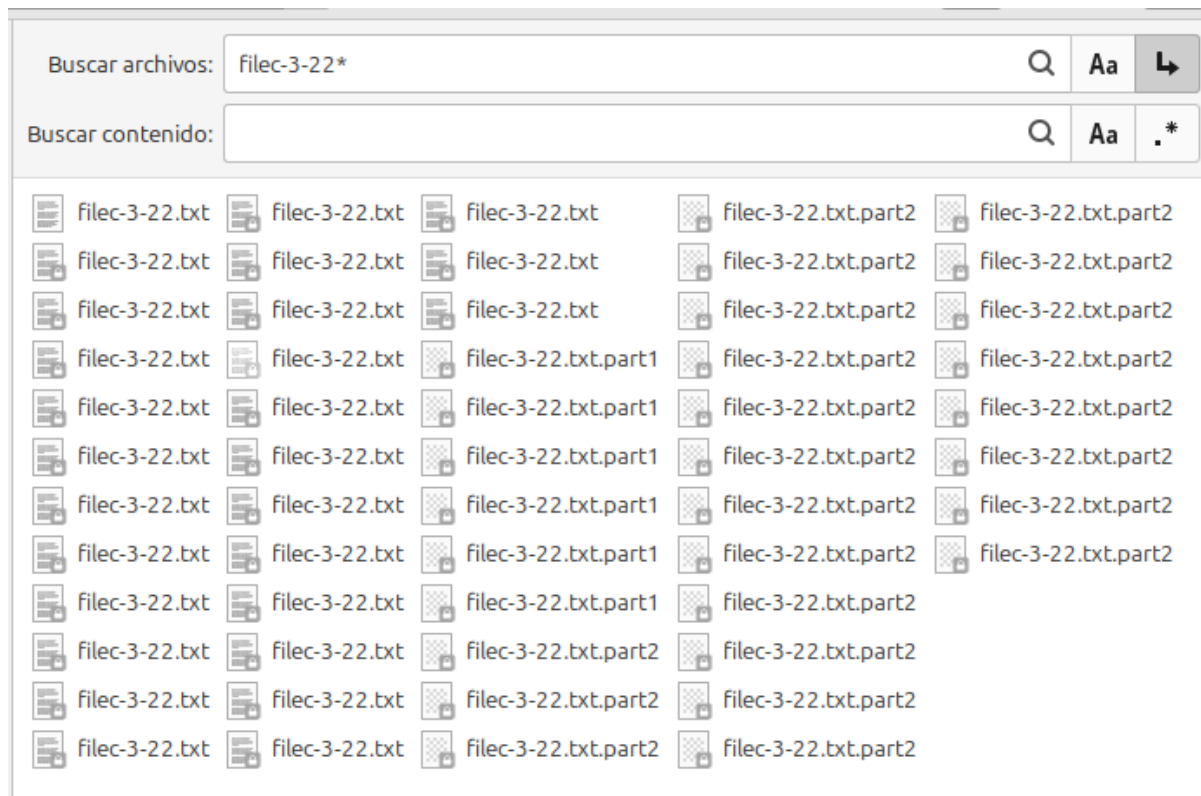 Buscar archivos: filec-3-22* Aa
Buscar contenido: Aa .*
filec-3-22.txt filec-3-22.txt filec-3-22.txt filec-3-22.txt.part2 filec-3-22.txt.part2
filec-3-22.txt filec-3-22.txt filec-3-22.txt filec-3-22.txt.part2 filec-3-22.txt.part2
filec-3-22.txt filec-3-22.txt filec-3-22.txt filec-3-22.txt.part2 filec-3-22.txt.part2
filec-3-22.txt filec-3-22.txt filec-3-22.txt.part1 filec-3-22.txt.part2 filec-3-22.txt.part2
filec-3-22.txt filec-3-22.txt filec-3-22.txt.part1 filec-3-22.txt.part2 filec-3-22.txt.part2
filec-3-22.txt filec-3-22.txt filec-3-22.txt.part1 filec-3-22.txt.part2 filec-3-22.txt.part2
filec-3-22.txt filec-3-22.txt filec-3-22.txt.part1 filec-3-22.txt.part2 filec-3-22.txt.part2
filec-3-22.txt filec-3-22.txt filec-3-22.txt.part1 filec-3-22.txt.part2 filec-3-22.txt.part2
filec-3-22.txt filec-3-22.txt filec-3-22.txt.part1 filec-3-22.txt.part2
filec-3-22.txt filec-3-22.txt filec-3-22.txt.part2 filec-3-22.txt.part2
filec-3-22.txt filec-3-22.txt filec-3-22.txt.part2 filec-3-22.txt.part2
filec-3-22.txt filec-3-22.txt filec-3-22.txt.part2 filec-3-22.txt.part2